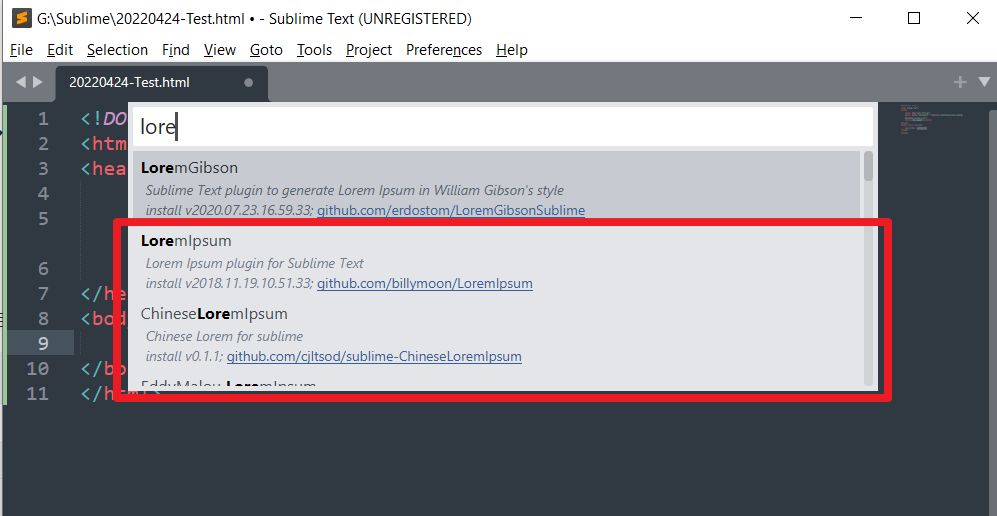 G:\Sublime\20220424-Test.html • - Sublime Text (UNREGISTERED)
File Edit Selection Find View Goto Tools Project Preferences Help
20220424-Test.html
lore
1 <!DO
2 <htm
3 <hea
4
5
6
7 </he
8 <bod
9
10 </bo
11 </html>
LoremGibson
Sublime Text plugin to generate Lorem Ipsum in William Gibson's style
install v2020.07.23.16.59.33; github.com/erdostom/LoremGibsonSublime
LoremIpsum
Lorem Ipsum plugin for Sublime Text
install v2018.11.19.10.51.33; github.com/billymoon/LoremIpsum
ChineseLoremIpsum
Chinese Lorem for sublime
install v0.1.1; github.com/cjltsod/sublime-ChineseLoremIpsum
EddyMalou LoremIpsum